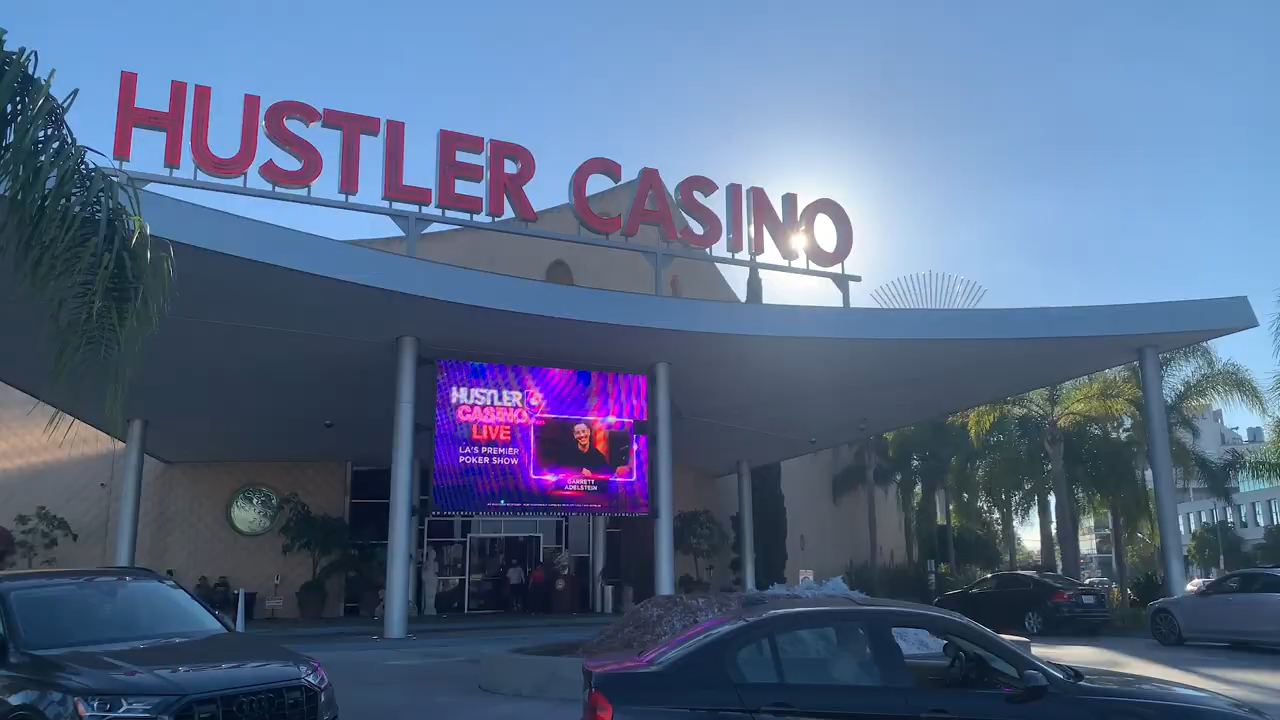 HUSTLER CASINO
HUSTLER
CASINO
LIVE
LA'S PREMIER
POKER SHOW
GARRETT
ADELSTEIN